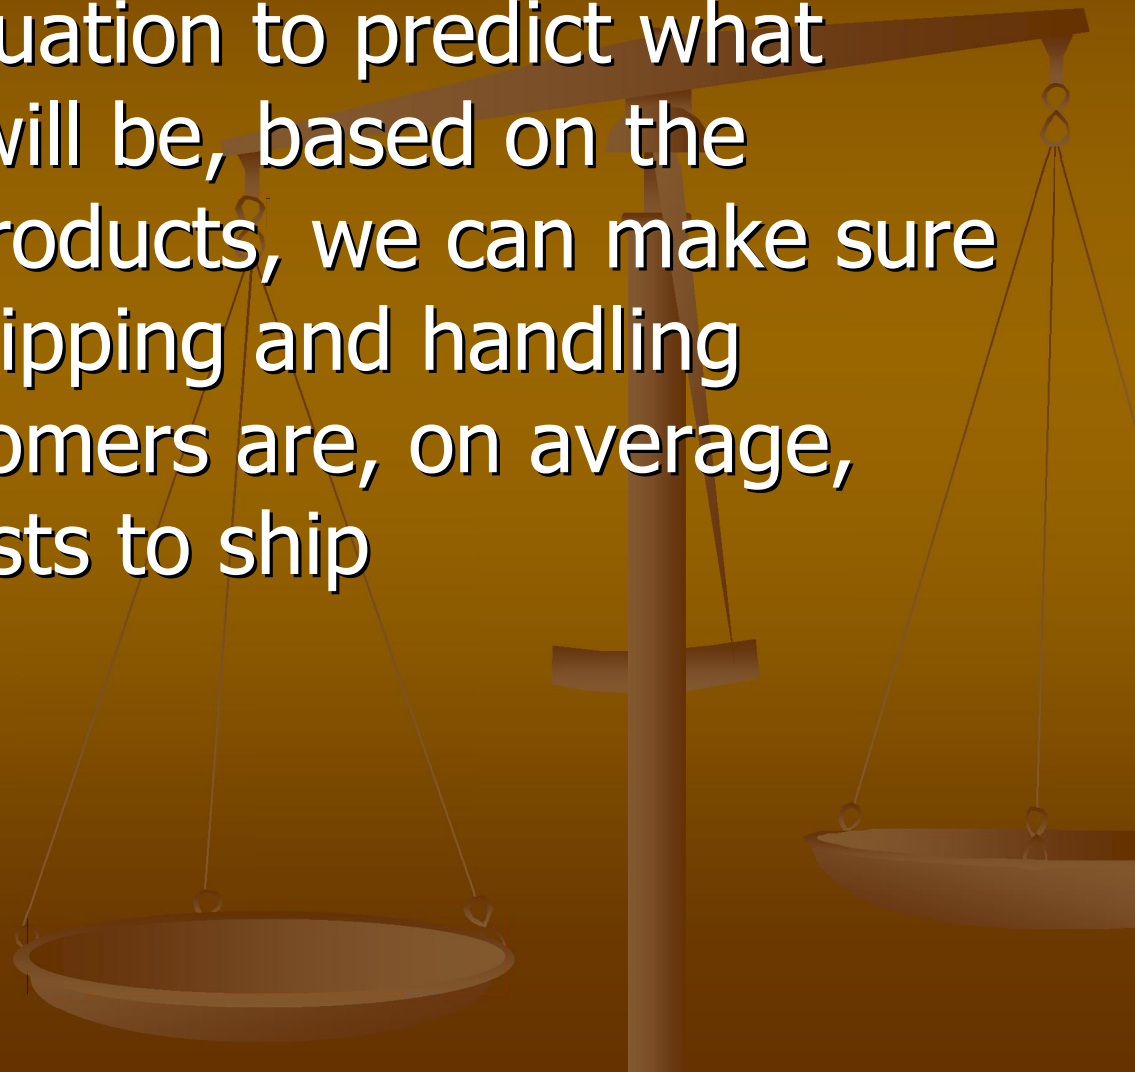 uation to predict what
will be, based on the
roducts, we can make sure
ipping and handling
omers are, on average,
sts to ship